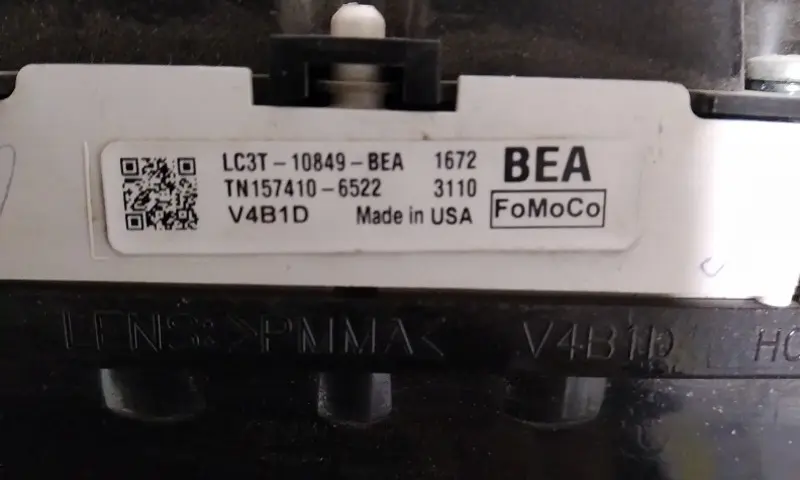 LC3T-10849-BEA 1672
TN157410-6522 3110
V4B1D Made in USA
BEA
FoMoCo
LENS: >PMMA< V4B1D